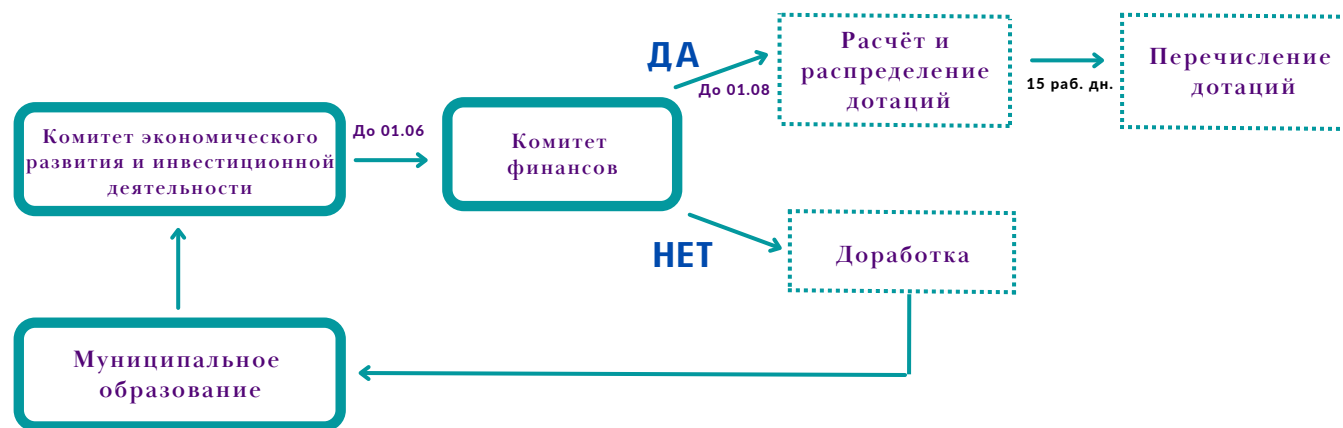 ДА
До 01.08
Расчёт и
распределение
дотаций
15 раб. дн.
Перечисление
дотаций
Комитет экономического
развития и инвестиционной
деятельности
До 01.06
Комитет
финансов
НЕТ
Доработка
Муниципальное
образование